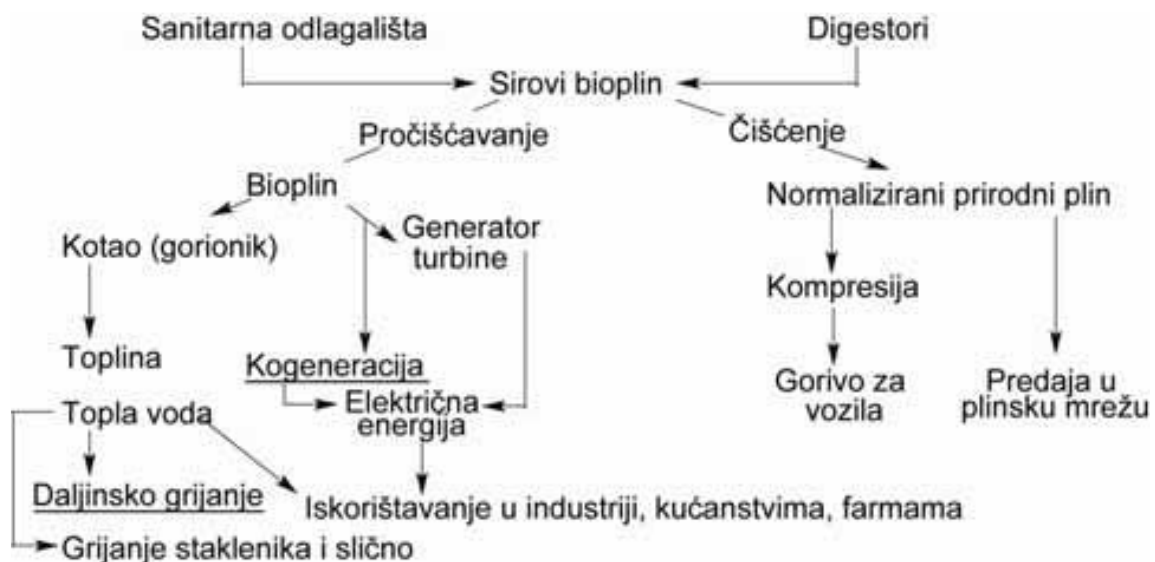 Sanitarna odlagališta
Digestori
Sirovi bioplin
Pročišćavanje
Čišćenje
Bioplin
Normalizirani prirodni plin
Kotao (gorionik)
Generator
turbine
Kompresija
Toplina
Kogeneracija
Gorivo za
vozila
Predaja u
plinsku mrežu
Topla voda
Električna
energija
Daljinsko grijanje
Iskorištavanje u industriji, kućanstvima, farmama
Grijanje staklenika i slično